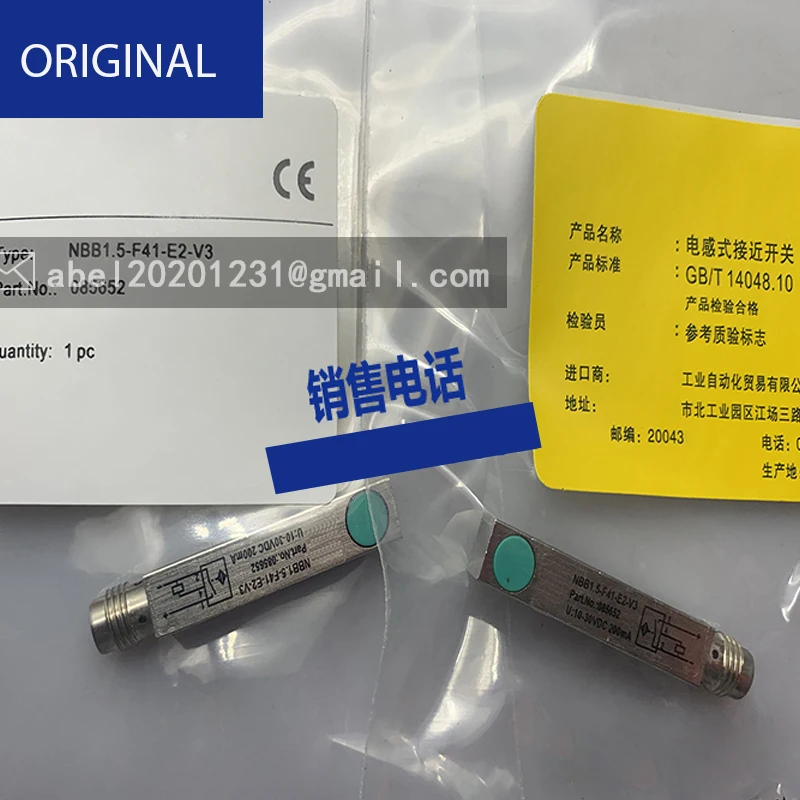 ORIGINAL
CE
Type: NBB1.5-F41-E2-V3
abel20201231@gmail.com
Part.No.: 085652
Quantity: 1 pc
产品名称 : 电感式接近开关
产品标准 : GB/T 14048.10
产品检验合格
检验员 : 参考质验标志
进口商: 工业自动化贸易有限公
地址: 市北工业园区江场三路
邮编: 20043
电话:
生产地
销售电话
NBB1.5-F41-E2-V3
Part.No.:085652
U:10-30VDC 200mA
NBB1.5-F41-E2-V3
Part.No.:085652
U:10-30VDC 200mA